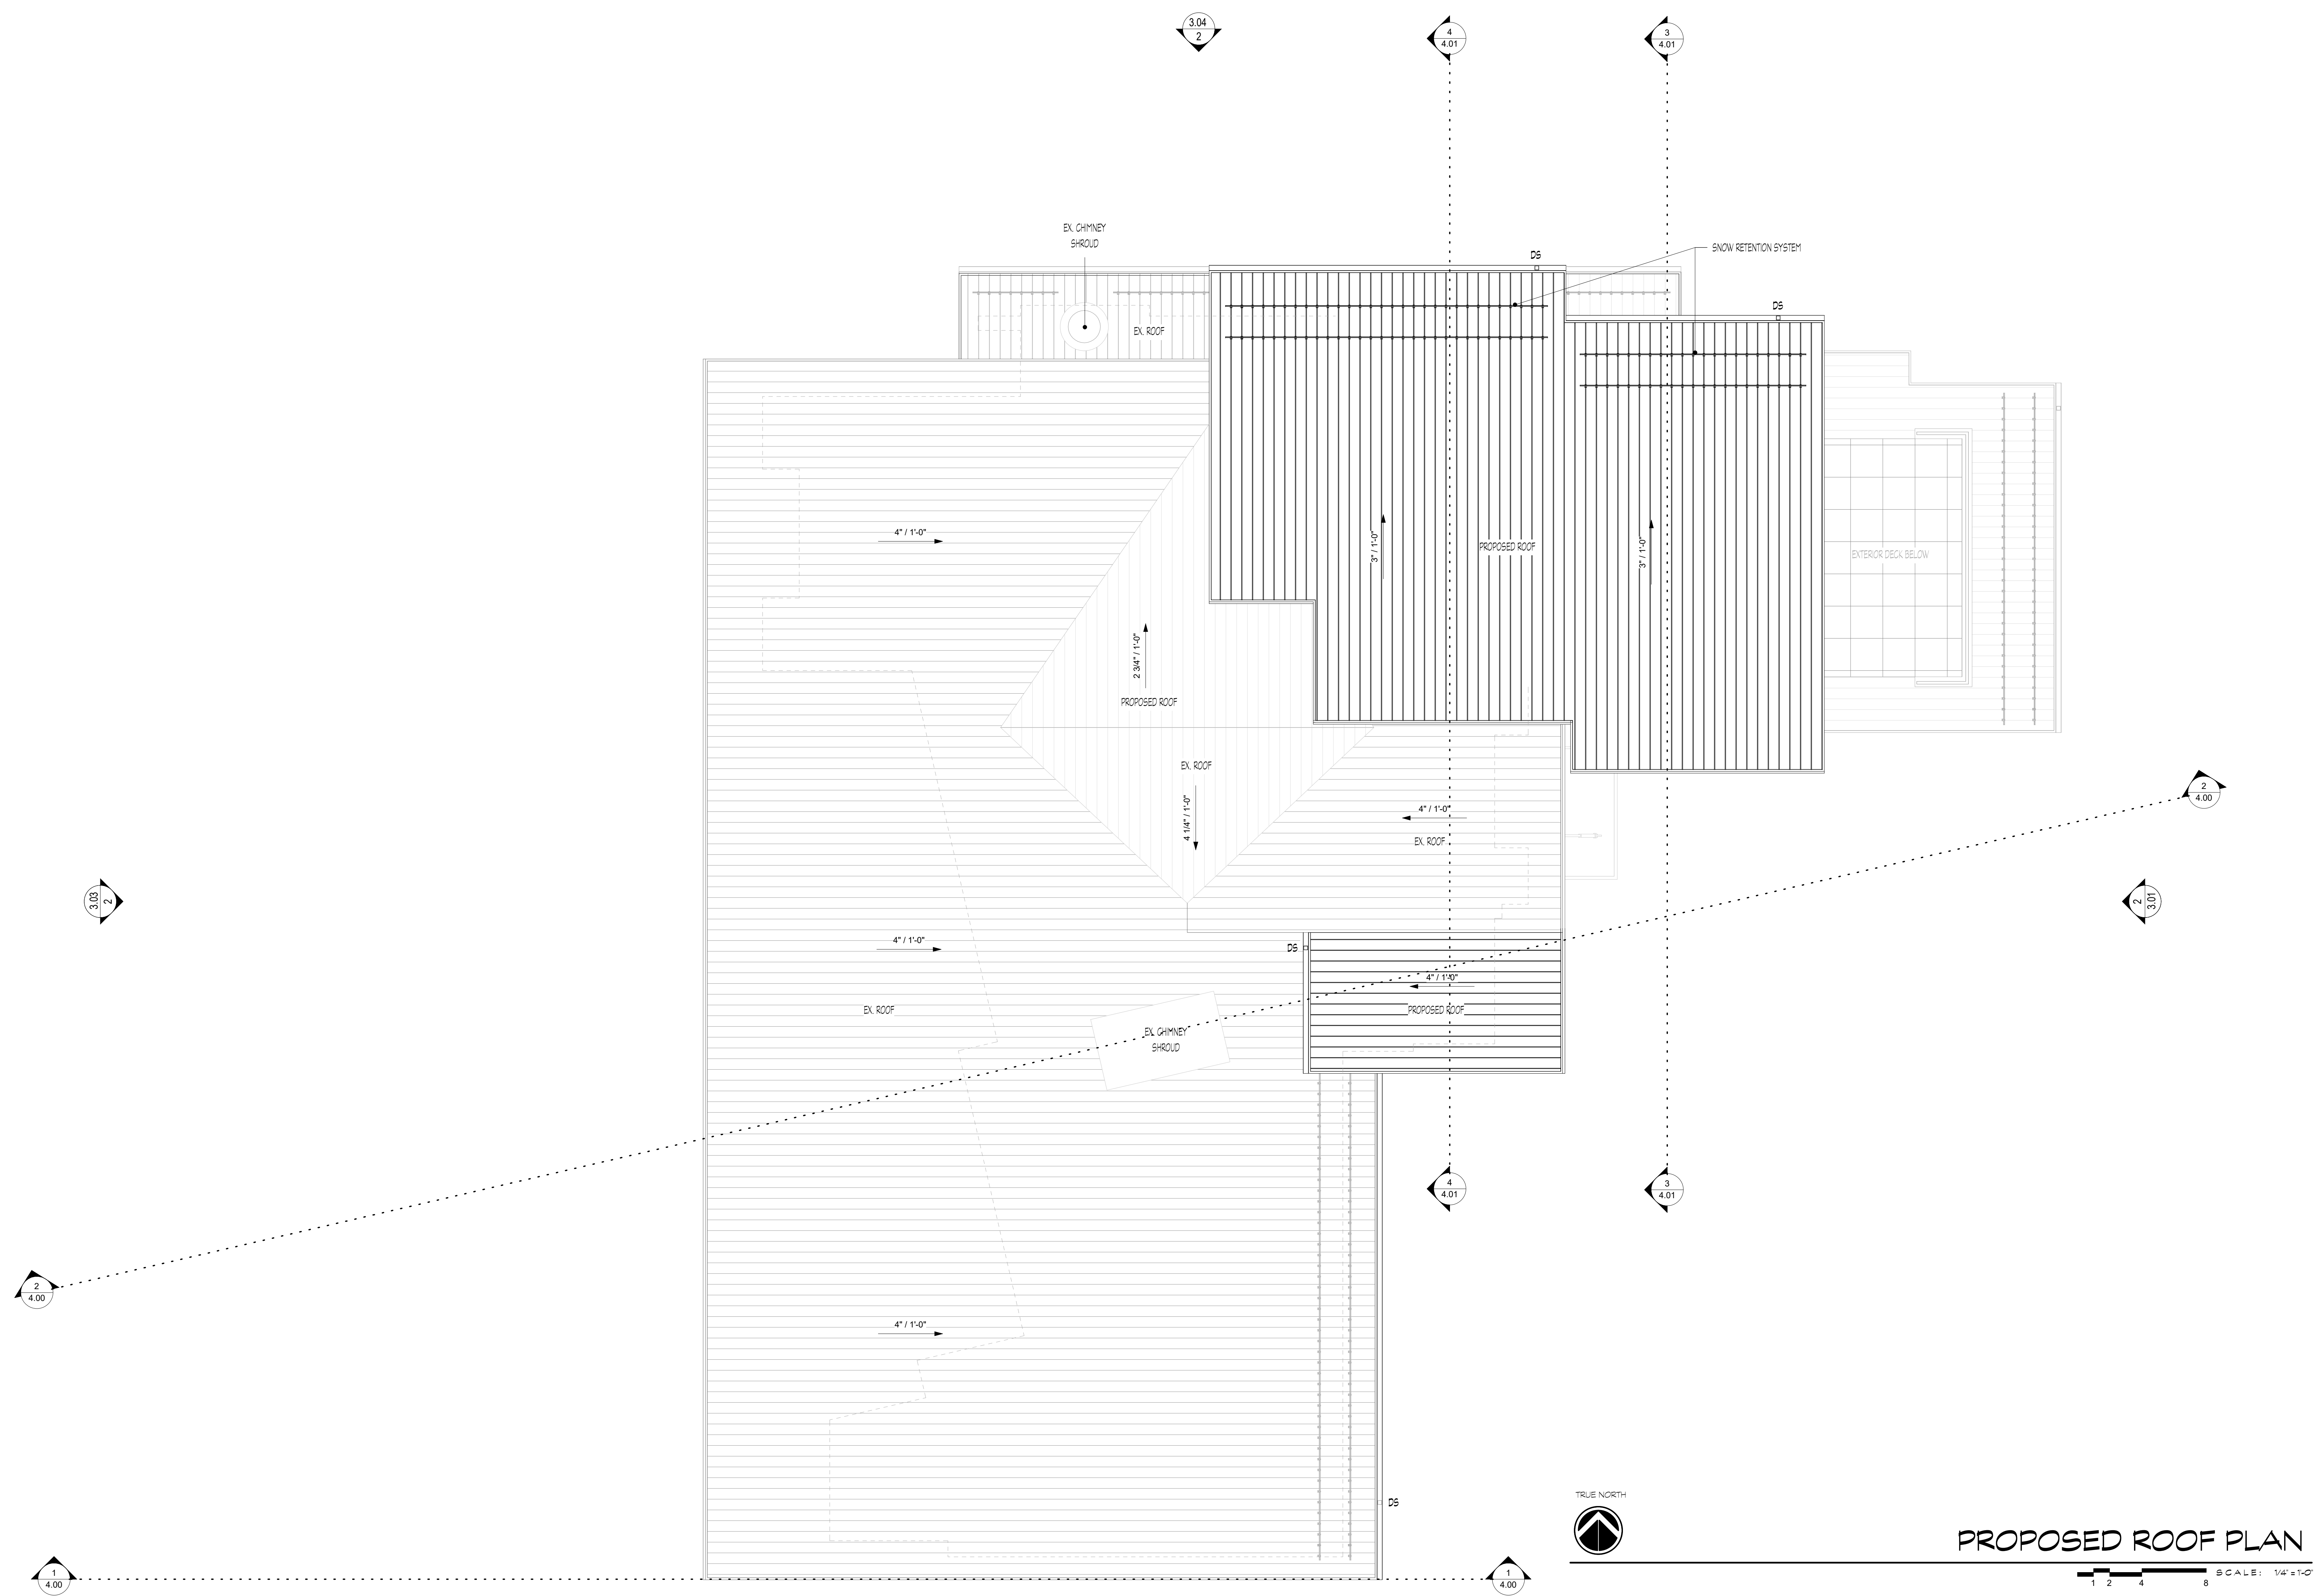 3.04
2
4
4.01
3
4.01
EX. CHIMNEY
SHROUD
DS
SNOW RETENTION SYSTEM
DS
EX. ROOF
4" / 1'-0"
3" / 1'-0"
PROPOSED ROOF
3" / 1'-0"
EXTERIOR DECK BELOW
2 3/4" / 1'-0"
PROPOSED ROOF
EX. ROOF
4 1/4" / 1'-0"
4" / 1'-0"
EX. ROOF
2
4.00
3.03
2
2
3.01
4" / 1'-0"
DS
4" / 1'-0"
EX. ROOF
PROPOSED ROOF
EX. CHIMNEY
SHROUD
4
4.01
3
4.01
2
4.00
4" / 1'-0"
DS
TRUE NORTH
PROPOSED ROOF PLAN
SCALE: 1/4" = 1'-0"
1 2 4 8
1
4.00
1
4.00